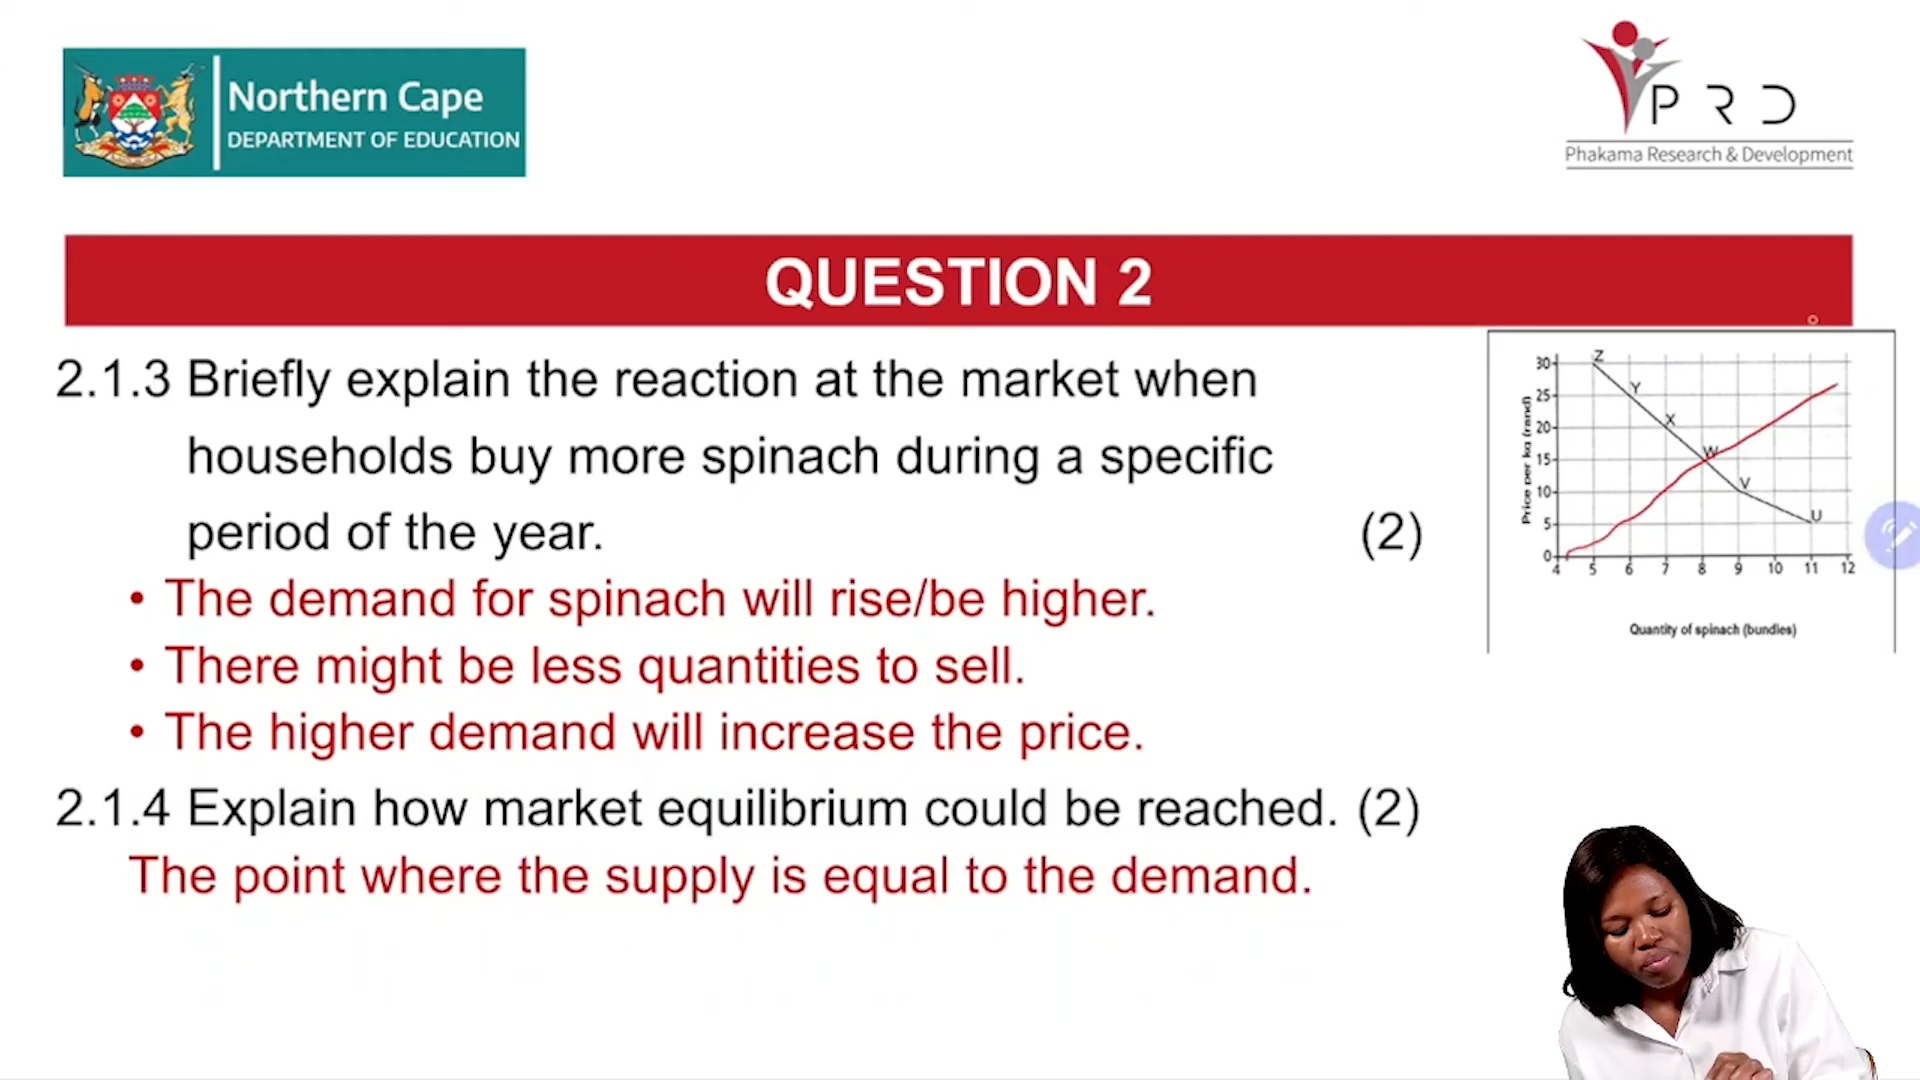 Northern Cape
DEPARTMENT OF EDUCATION
PRD
Phakama Research & Development
QUESTION 2
2.1.3 Briefly explain the reaction at the market when
households buy more spinach during a specific
period of the year. (2)
• The demand for spinach will rise/be higher.
• There might be less quantities to sell.
• The higher demand will increase the price.
2.1.4 Explain how market equilibrium could be reached. (2)
The point where the supply is equal to the demand.
Price per kg (rand)
30
25
20
15
10
5
0
Z
Y
X
W
V
U
4 5 6 7 8 9 10 11 12
Quantity of spinach (bundles)